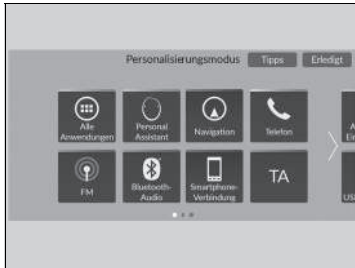 Personalisierungsmodus Tipps Erledigt
Alle
Anwendungen
Personal
Assistant
Navigation
Telefon
FM
Bluetooth-
Audio
Smartphone-
Verbindung
TA